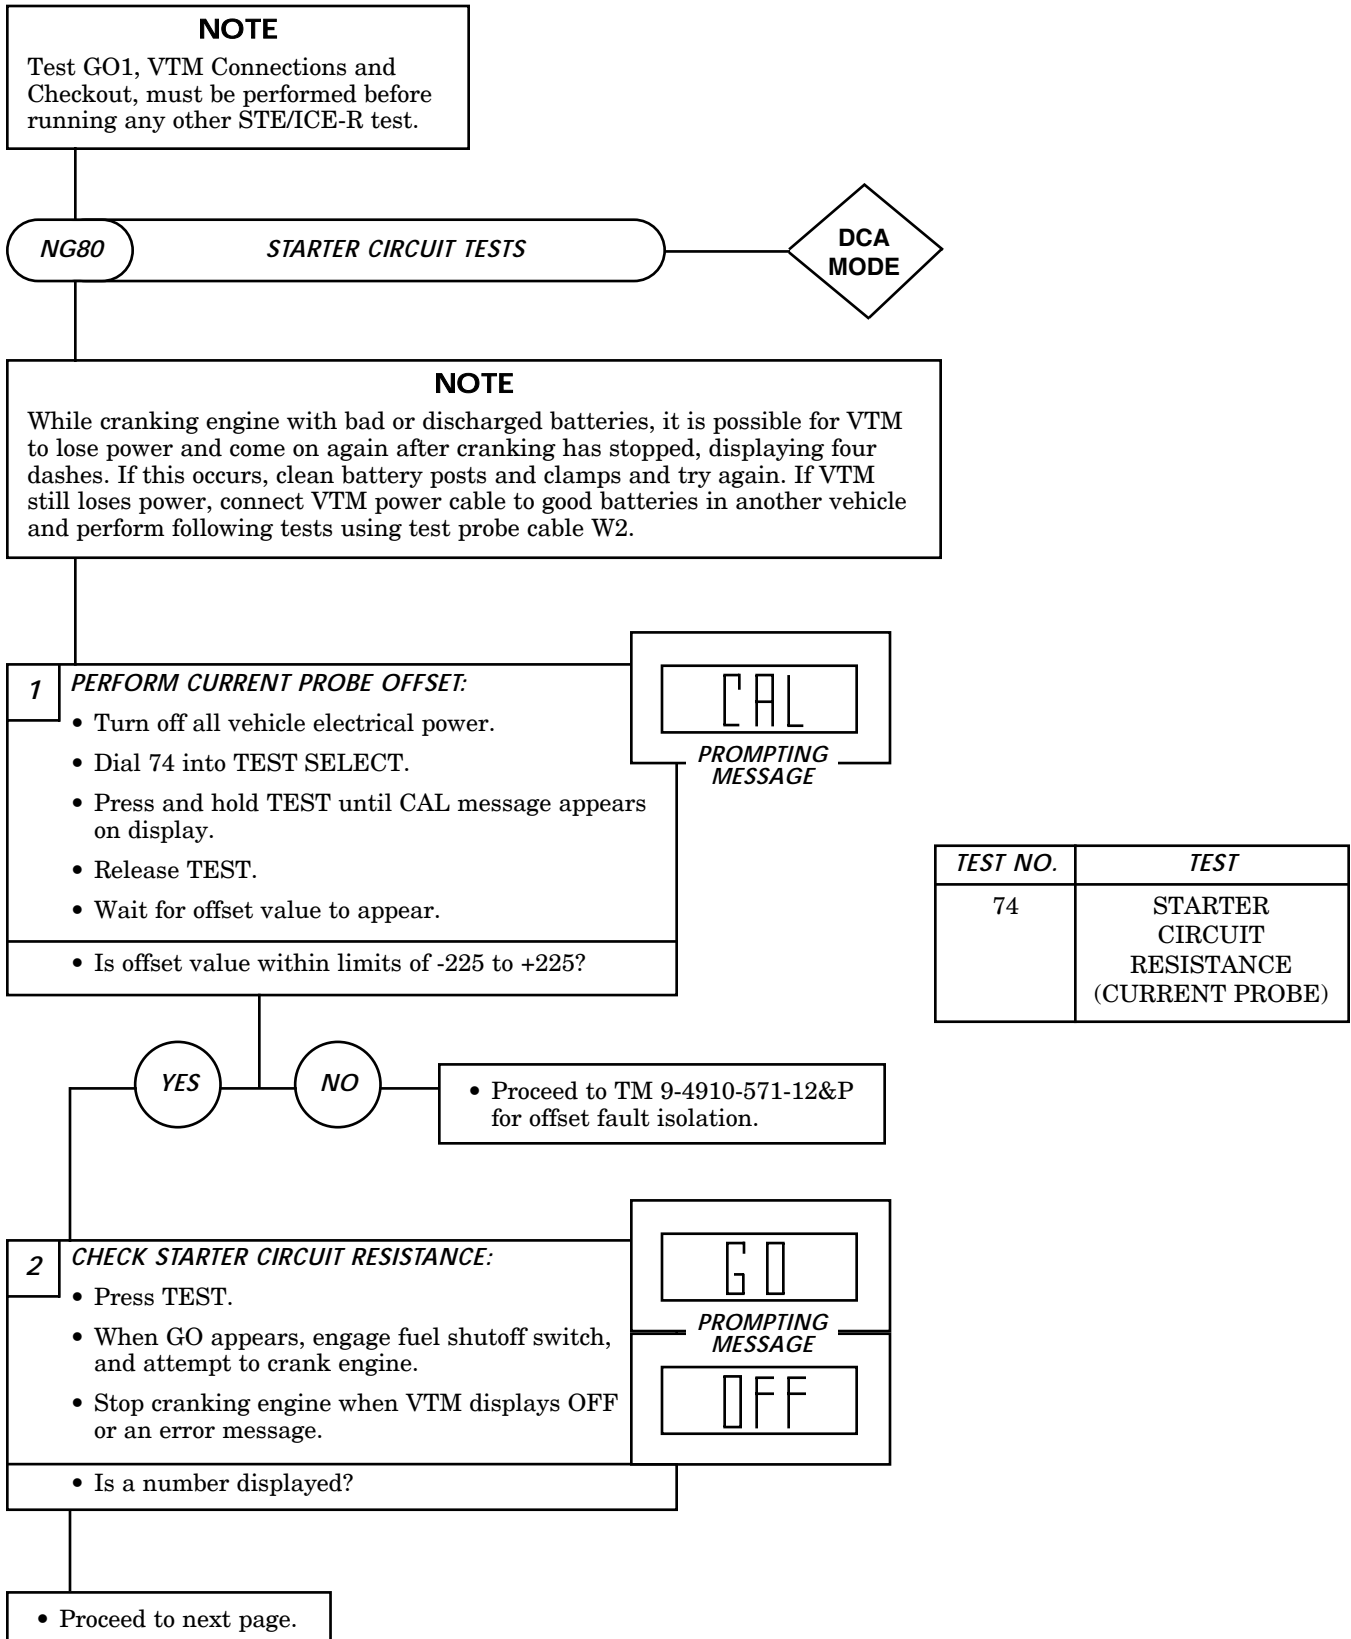 NOTE
Test GO1, VTM Connections and
Checkout, must be performed before
running any other STE/ICE-R test.
NG80
STARTER CIRCUIT TESTS
DCA
MODE
NOTE
While cranking engine with bad or discharged batteries, it is possible for VTM
to lose power and come on again after cranking has stopped, displaying four
dashes. If this occurs, clean battery posts and clamps and try again. If VTM
still loses power, connect VTM power cable to good batteries in another vehicle
and perform following tests using test probe cable W2.
1
PERFORM CURRENT PROBE OFFSET:
• Turn off all vehicle electrical power.
• Dial 74 into TEST SELECT.
• Press and hold TEST until CAL message appears
on display.
• Release TEST.
• Wait for offset value to appear.
• Is offset value within limits of -225 to +225?
CAL
PROMPTING
MESSAGE
TEST NO.
TEST
74
STARTER
CIRCUIT
RESISTANCE
(CURRENT PROBE)
YES
NO
• Proceed to TM 9-4910-571-12&P
for offset fault isolation.
2
CHECK STARTER CIRCUIT RESISTANCE:
• Press TEST.
• When GO appears, engage fuel shutoff switch,
and attempt to crank engine.
• Stop cranking engine when VTM displays OFF
or an error message.
• Is a number displayed?
GO
PROMPTING
MESSAGE
OFF
• Proceed to next page.